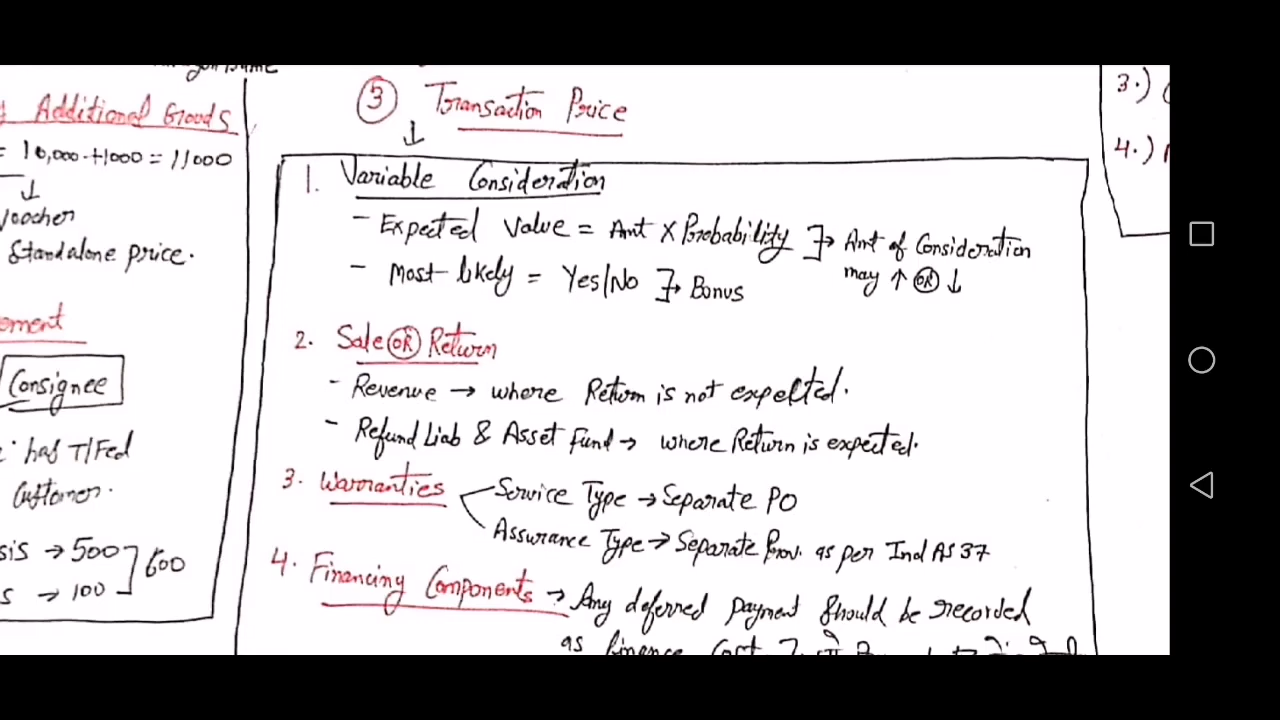 Additional Goods
= 10,000.+1000 = 11000
Voucher
Standalone price.
Consignee
has T/Fed
Customer.
→ 500
→ 100
600
③ Transaction Price
1. Variable Consideration
- Expected Value = Amt X Probability ]→ Amt of Consideration
may ↑ OR ↓
- Most likely = Yes/No ]→ Bonus
2. Sale OR Return
- Revenue → where Return is not expected.
- Refund Liab & Asset Fund → where Return is expected.
3. Warranties
Service Type → Separate PO
Assurance Type → Separate Prov. as per Ind AS 37
4. Financing Components → Any deferred payment should be recorded
as finance Cost
3.)
4.)